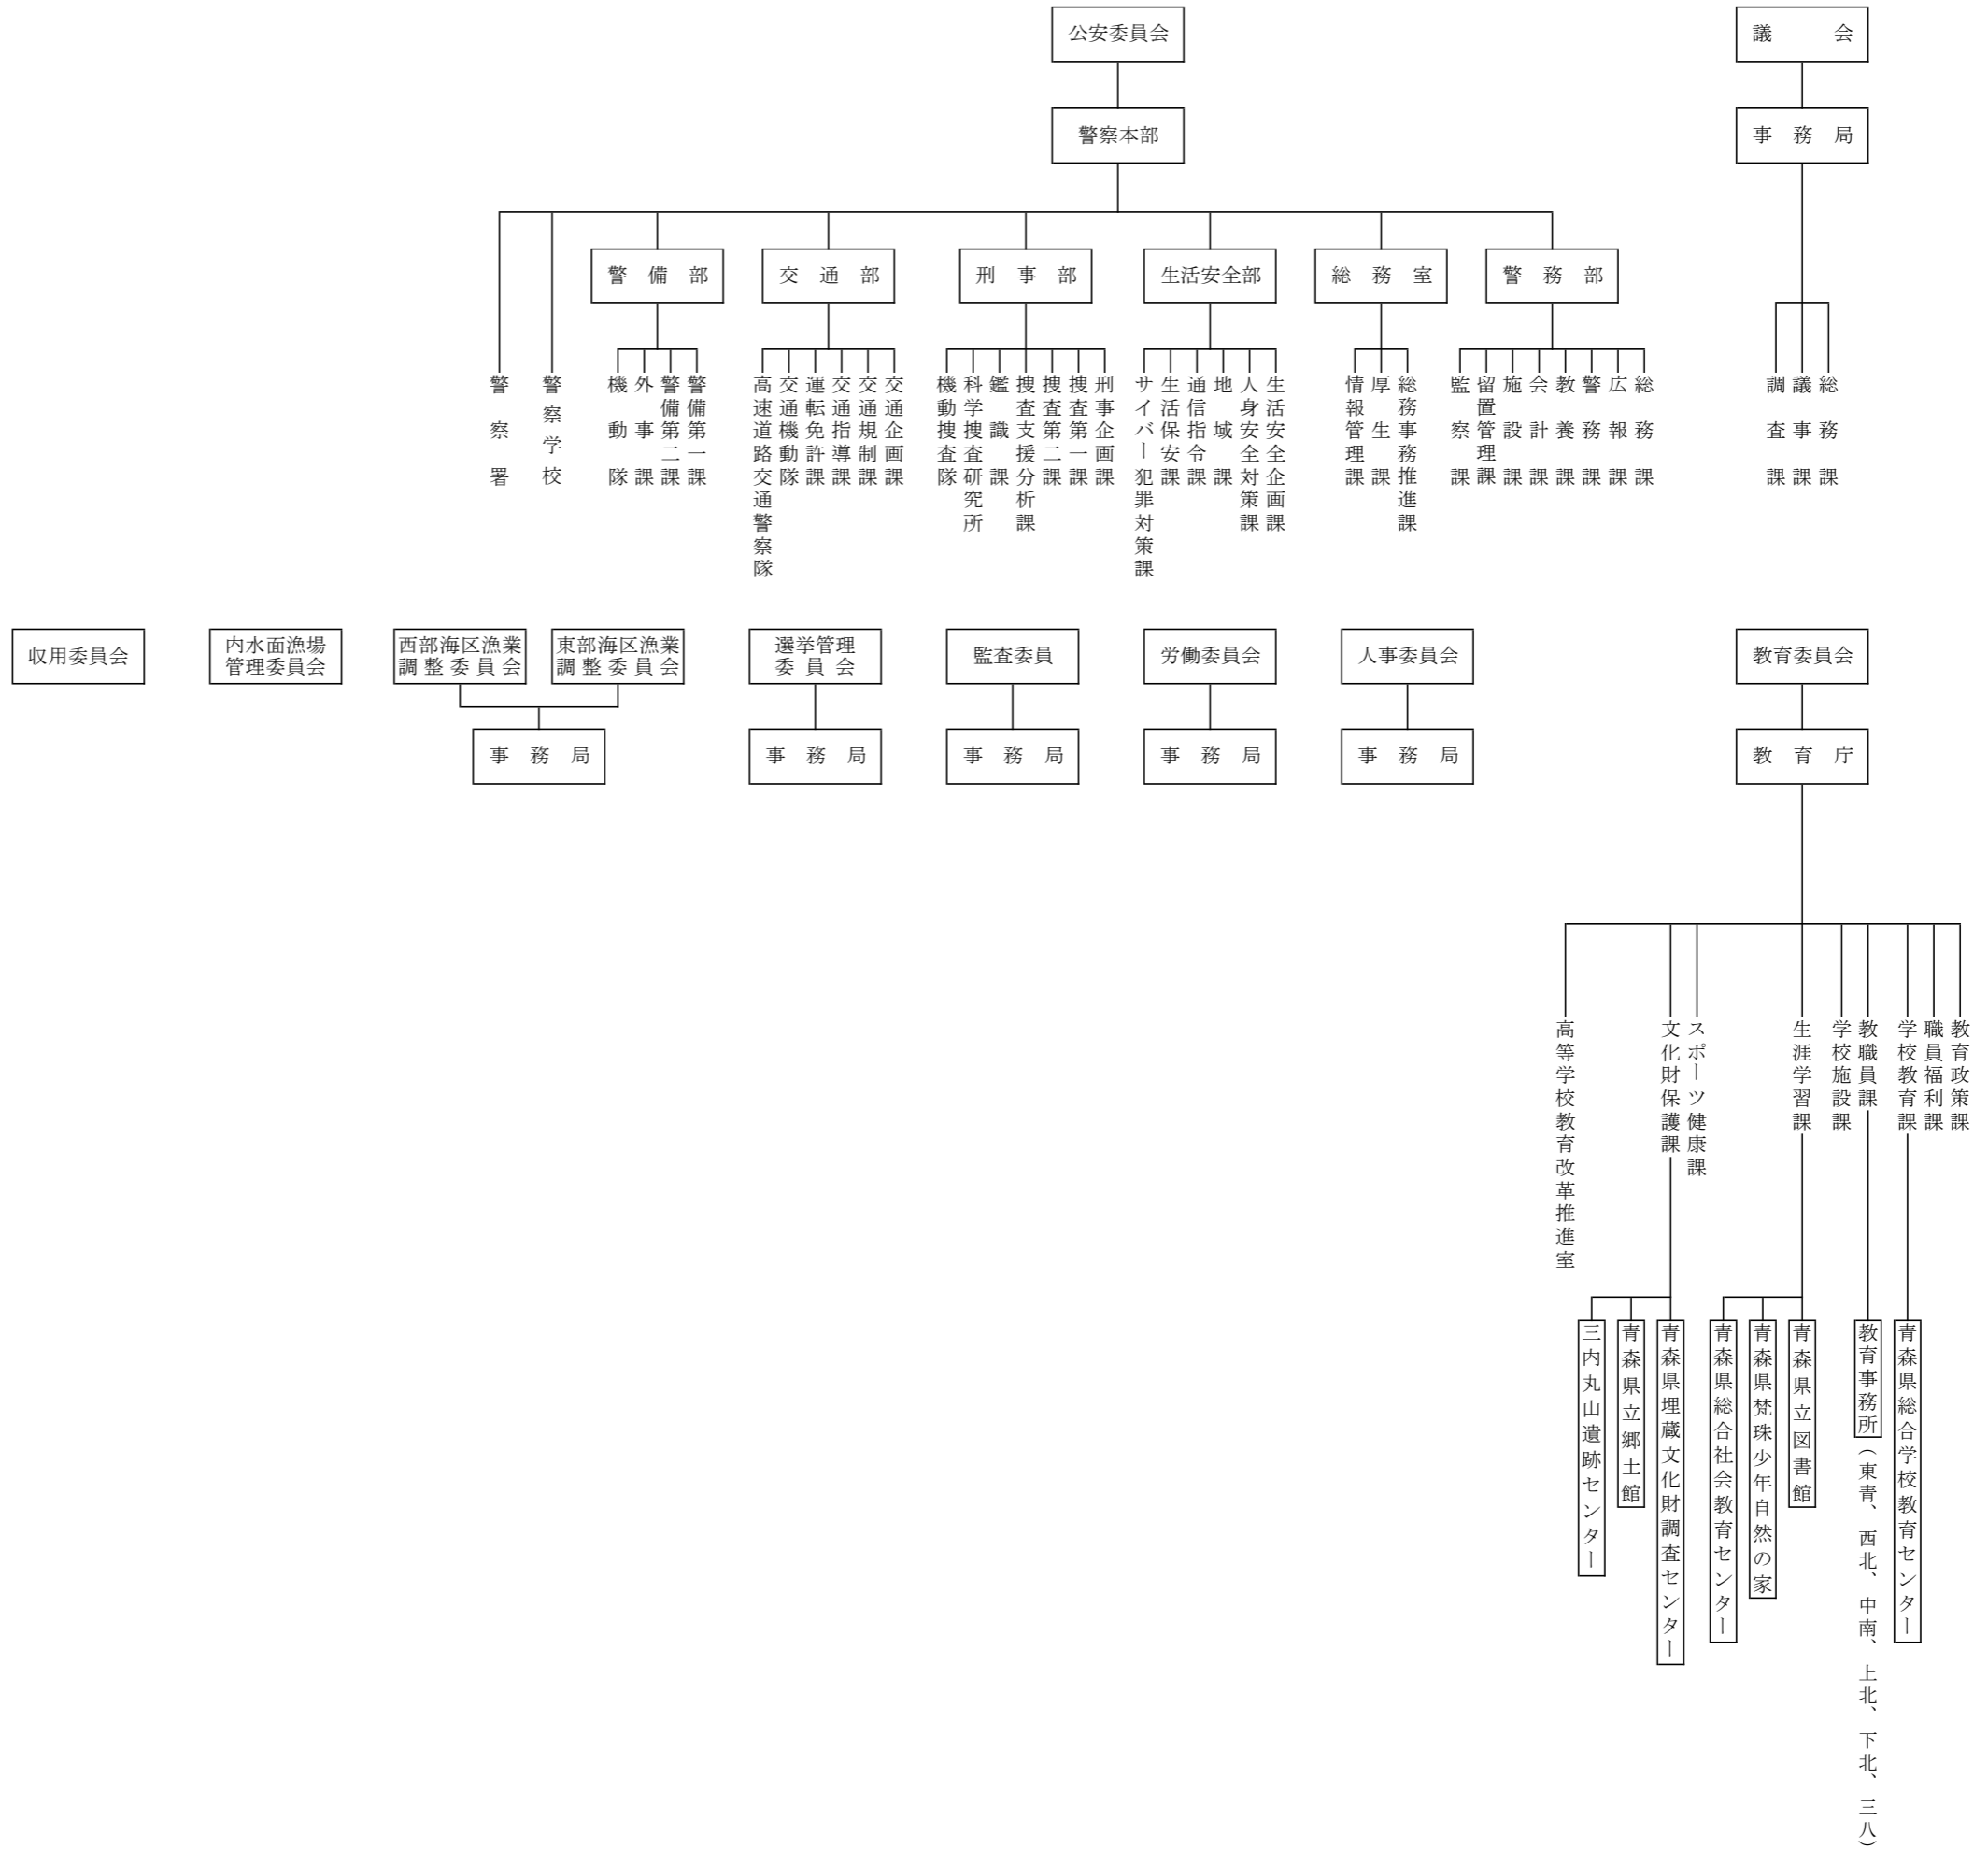 議会
事務局
総務課
議事課
調査課
公安委員会
警察本部
警務部
総務課
広報課
警務課
教養課
会計課
施設課
留置管理課
監察課
総務室
総務事務推進課
厚生課
情報管理課
生活安全部
生活安全企画課
人身安全対策課
地域課
通信指令課
生活保安課
サイバー犯罪対策課
刑事部
刑事企画課
捜査第一課
捜査第二課
捜査支援分析課
鑑識課
科学捜査研究所
機動捜査隊
交通部
交通企画課
交通規制課
交通指導課
運転免許課
交通機動隊
高速道路交通警察隊
警備部
警備第一課
警備第二課
外事課
機動隊
警察学校
警察署
教育委員会
教育庁
教育政策課
職員福利課
学校教育課
青森県総合学校教育センター
教職員課
教育事務所（東青、西北、中南、上北、下北、三八）
学校施設課
生涯学習課
青森県立図書館
青森県梵珠少年自然の家
青森県総合社会教育センター
スポーツ健康課
文化財保護課
青森県埋蔵文化財調査センター
青森県立郷土館
三内丸山遺跡センター
高等学校教育改革推進室
人事委員会
事務局
労働委員会
事務局
監査委員
事務局
選挙管理
委員会
事務局
東部海区漁業
調整委員会
西部海区漁業
調整委員会
事務局
内水面漁場
管理委員会
収用委員会